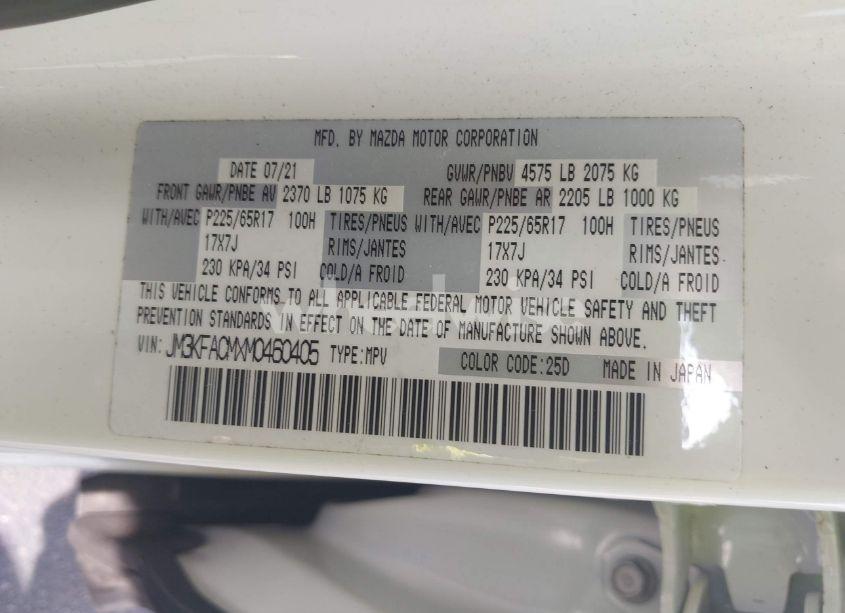 MFD. BY MAZDA MOTOR CORPORATION
DATE 07/21 GVWR/PNBV 4575 LB 2075 KG
FRONT GAWR/PNBE AV 2370 LB 1075 KG REAR GAWR/PNBE AR 2205 LB 1000 KG
WITH/AVEC P225/65R17 100H TIRES/PNEUS WITH/AVEC P225/65R17 100H TIRES/PNEUS
17X7J RIMS/JANTES 17X7J RIMS/JANTES
230 KPA/34 PSI COLD/A FROID 230 KPA/34 PSI COLD/A FROID
THIS VEHICLE CONFORMS TO ALL APPLICABLE FEDERAL MOTOR VEHICLE SAFETY AND THEFT
PREVENTION STANDARDS IN EFFECT ON THE DATE OF MANUFACTURE SHOWN ABOVE.
VIN: JM3KFACMXM0460405 TYPE:MPV COLOR CODE:25D MADE IN JAPAN